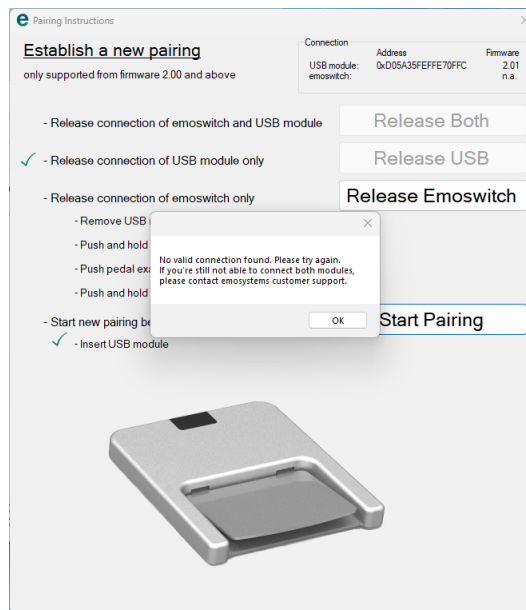 e Pairing Instructions
Establish a new pairing
only supported from firmware 2.00 and above
Connection
Address Firmware
USB module: 0xD05A35FEFFE70FFC 2.01
emoswitch: n.a.
- Release connection of emoswitch and USB module
Release Both
- Release connection of USB module only
Release USB
- Release connection of emoswitch only
Release Emoswitch
- Remove USB
- Push and hold
- Push pedal
- Push and hold
No valid connection found. Please try again.
If you're still not able to connect both modules,
please contact emosystems customer support.
OK
- Start new pairing
Start Pairing
- Insert USB module